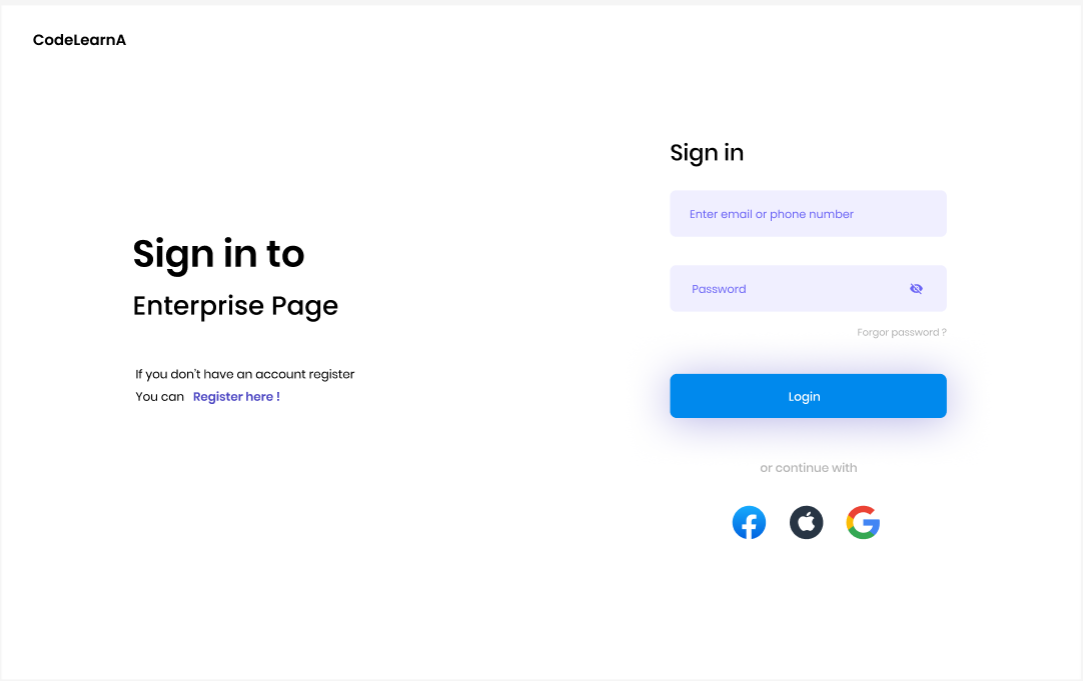 CodeLearnA
Sign in to
Enterprise Page
If you don't have an account register
You can Register here !
Sign in
Enter email or phone number
Password
Forgor password ?
Login
or continue with